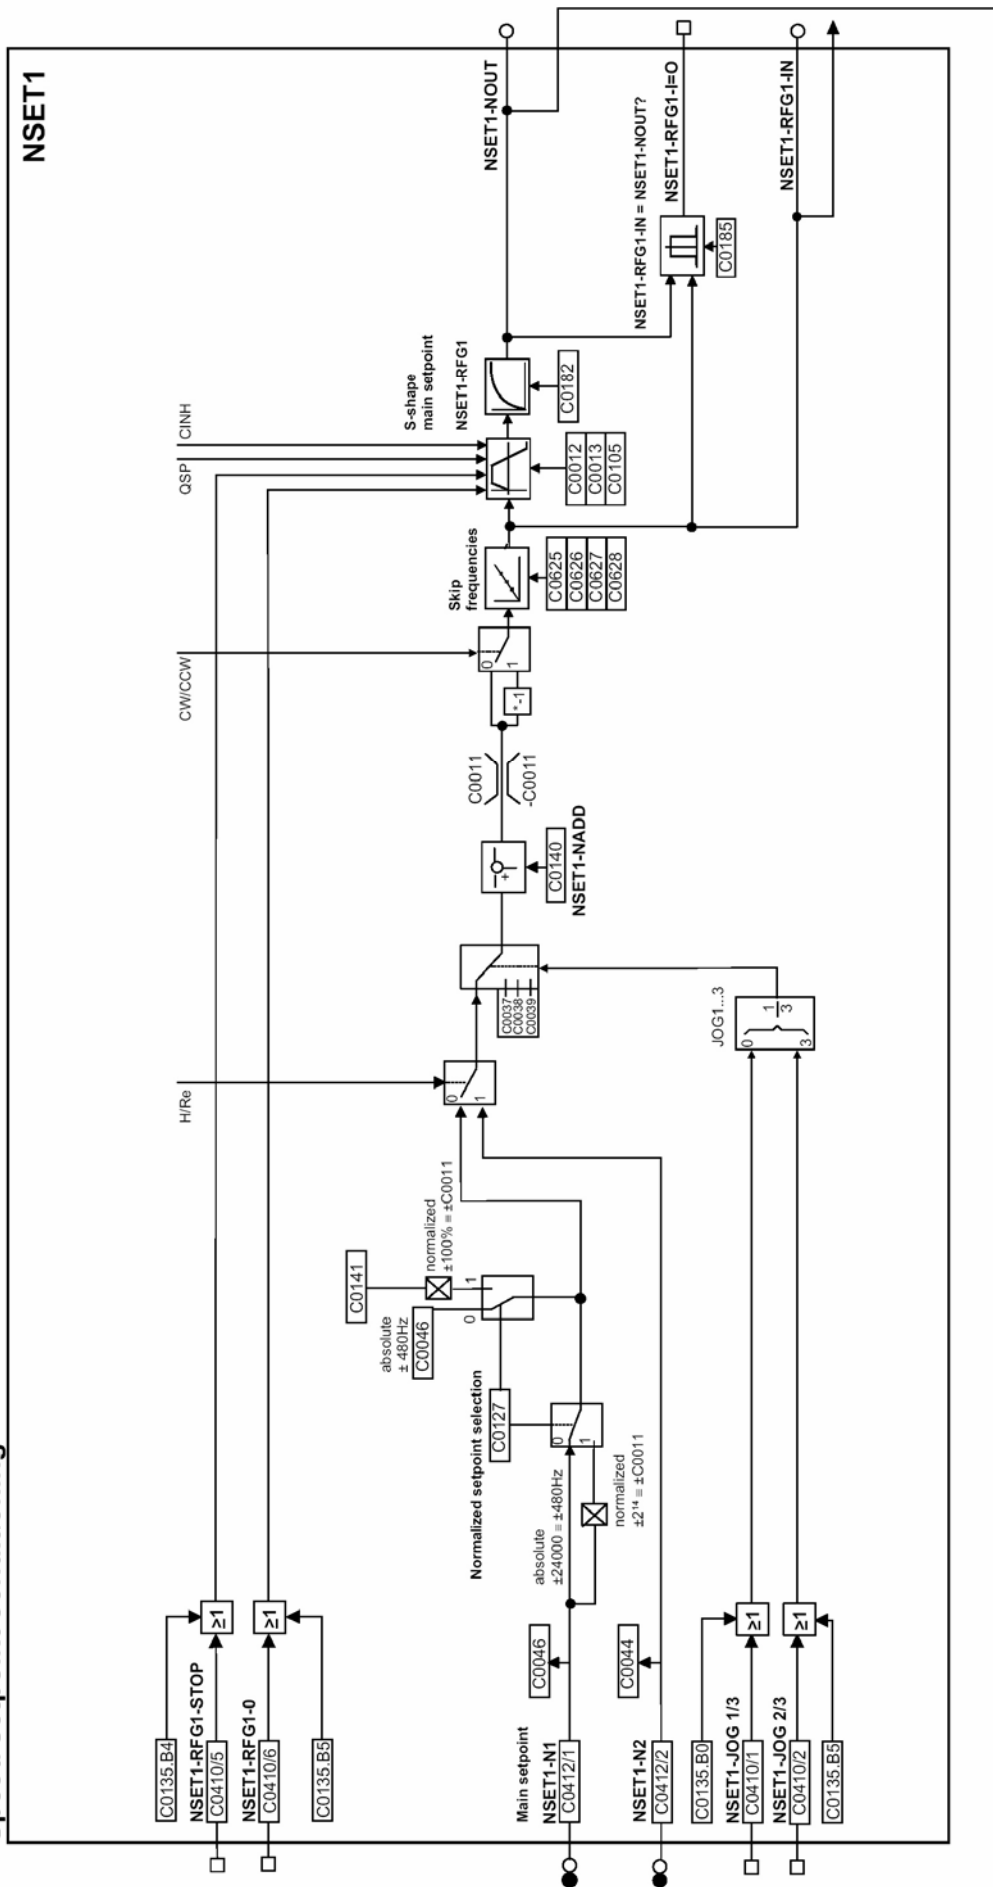 NSET1
C0135.B4
NSET1-RFG1-STOP
C0410/5
≥1
NSET1-RFG1-0
C0410/6
≥1
C0135.B5
H/Re
CW/CCW
QSP
CINH
C0141
normalized
±100% ≡ ±C0011
absolute
± 480Hz
C0046
0
1
Normalized setpoint selection
C0127
C0046
Main setpoint
NSET1-N1
C0412/1
absolute
±24000 ≡ ±480Hz
0
1
normalized
±2¹⁴ ≡ ±C0011
C0044
NSET1-N2
C0412/2
0
1
C0037
C0038
C0039
+
C0140
NSET1-NADD
C0011
-C0011
*-1
0
1
Skip
frequencies
C0625
C0626
C0627
C0628
S-shape
main setpoint
NSET1-RFG1
C0012
C0013
C0105
C0182
NSET1-NOUT
NSET1-RFG1-IN = NSET1-NOUT?
NSET1-RFG1-I=O
C0185
NSET1-RFG1-IN
C0135.B0
NSET1-JOG 1/3
C0410/1
≥1
NSET1-JOG 2/3
C0410/2
≥1
C0135.B5
JOG1...3
0
3
1
3